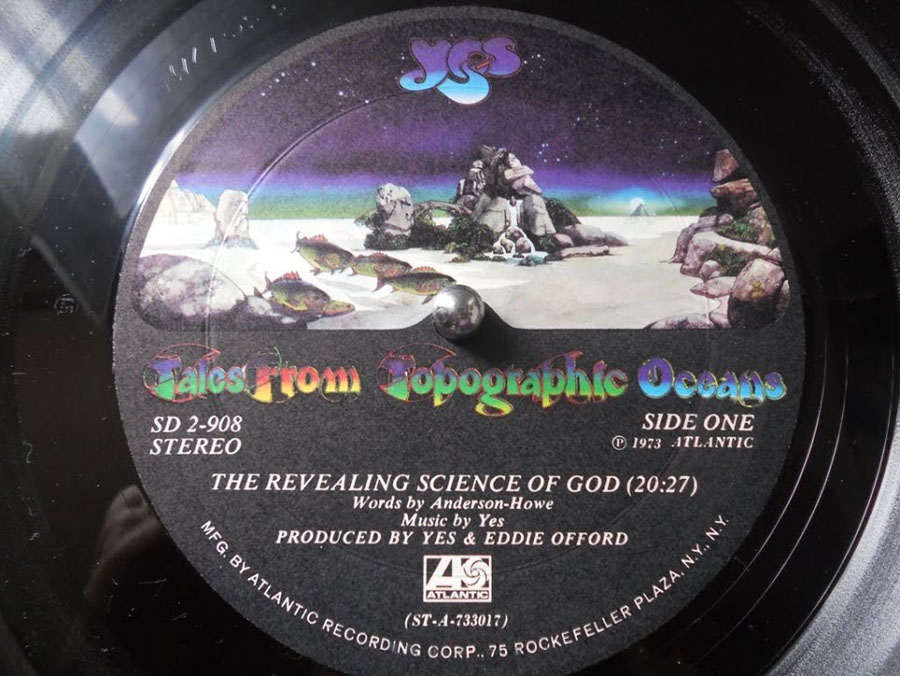 yes
Tales From Topographic Oceans
SD 2-908
STEREO
SIDE ONE
℗ 1973 ATLANTIC
THE REVEALING SCIENCE OF GOD (20:27)
Words by Anderson-Howe
Music by Yes
PRODUCED BY YES & EDDIE OFFORD
ATLANTIC
(ST-A-733017)
MFG. BY ATLANTIC RECORDING CORP., 75 ROCKEFELLER PLAZA, N.Y., N.Y.